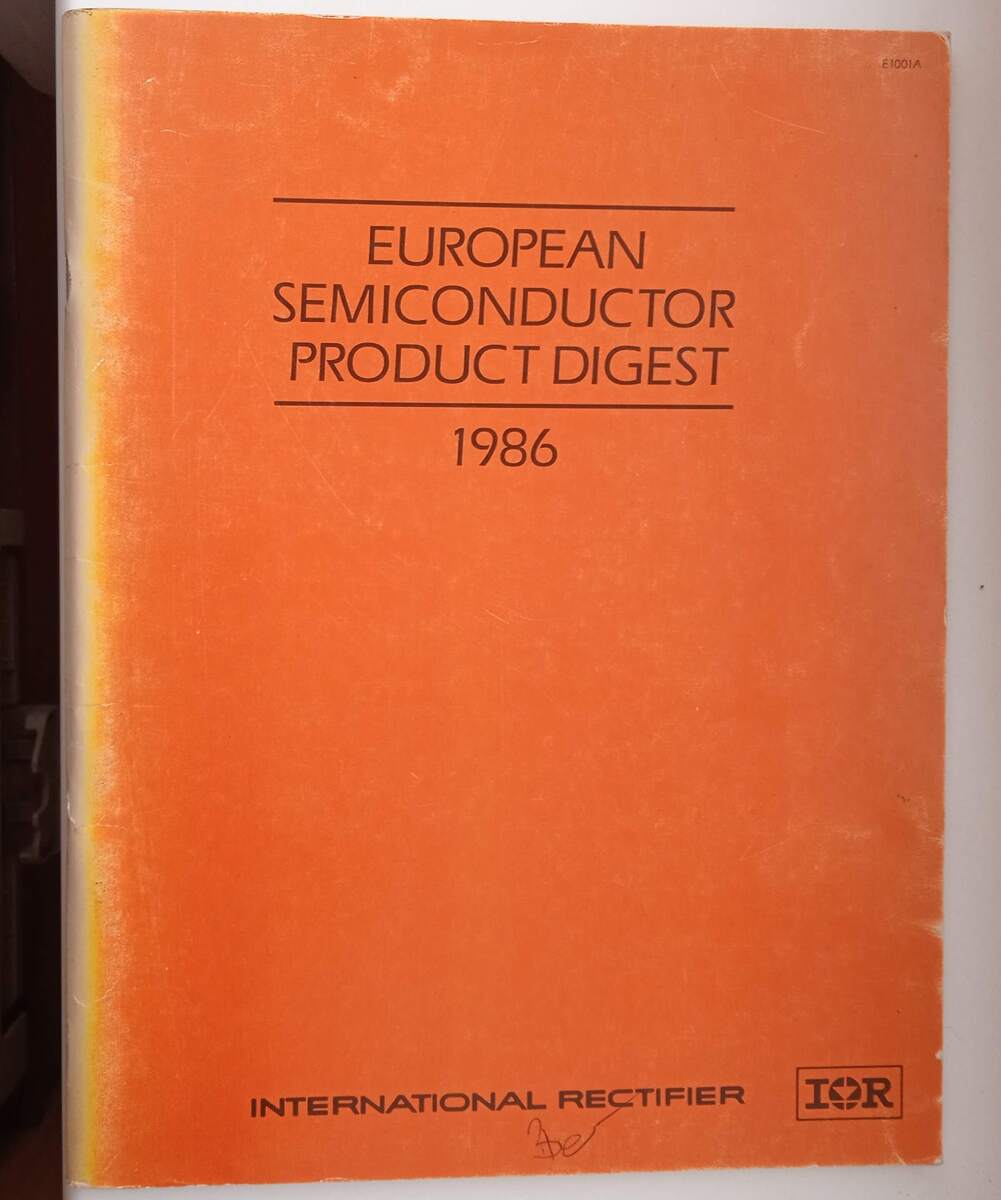 E1001A
EUROPEAN
SEMICONDUCTOR
PRODUCT DIGEST
1986
INTERNATIONAL RECTIFIER
IOR